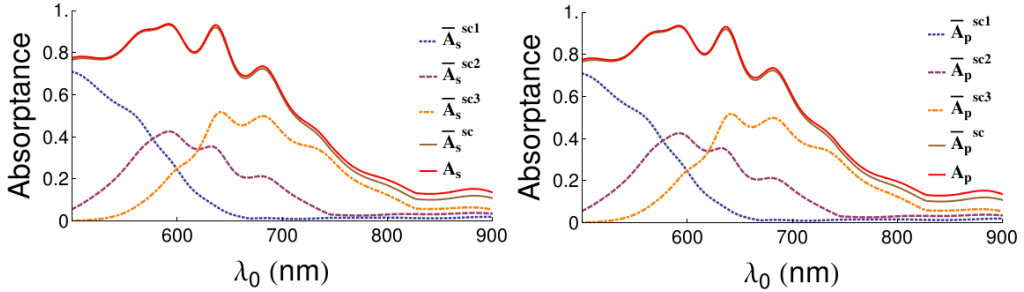 1.
0.8
0.6
0.4
0.2
0
Absorptance
600
700
800
900
λ₀ (nm)
A̅ₛ ˢᶜ¹
A̅ₛ ˢᶜ²
A̅ₛ ˢᶜ³
A̅ₛ ˢᶜ
Aₛ
1.
0.8
0.6
0.4
0.2
0
Absorptance
600
700
800
900
λ₀ (nm)
A̅ₚ ˢᶜ¹
A̅ₚ ˢᶜ²
A̅ₚ ˢᶜ³
A̅ₚ ˢᶜ
Aₚ